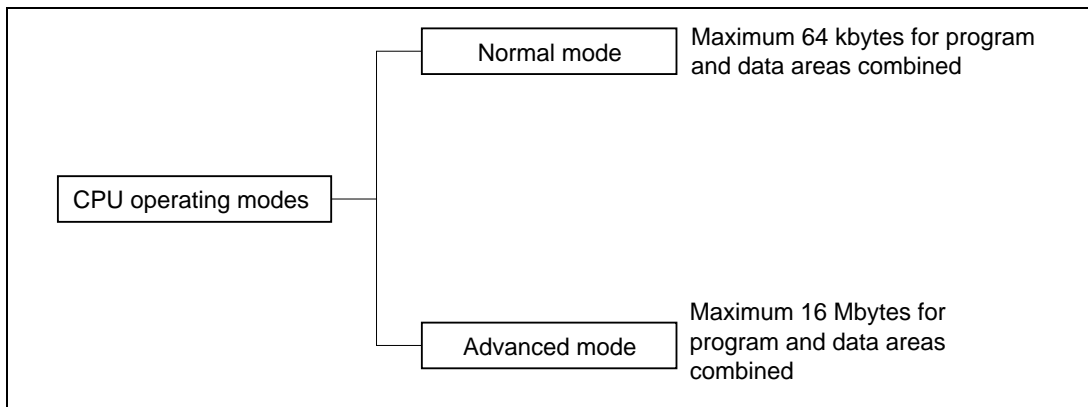 Normal mode
Maximum 64 kbytes for program
and data areas combined
CPU operating modes
Advanced mode
Maximum 16 Mbytes for
program and data areas
combined